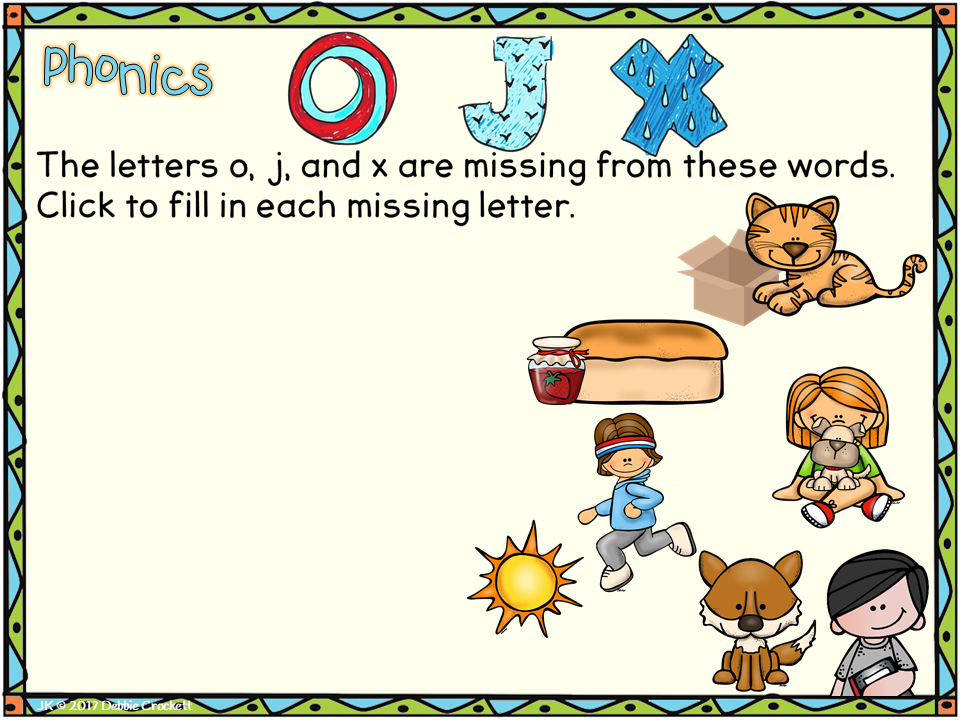 Phonics
O J X
The letters o, j, and x are missing from these words.
Click to fill in each missing letter.
JK © 2017 Debbie Crockett